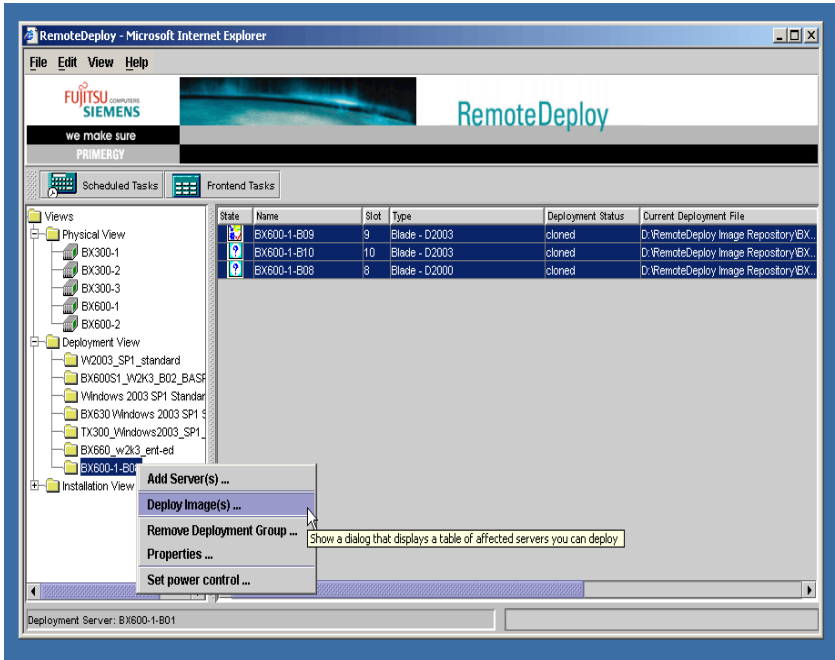 RemoteDeploy - Microsoft Internet Explorer
File Edit View Help
FUJITSU COMPUTERS
SIEMENS
we make sure
PRIMERGY
RemoteDeploy
Scheduled Tasks
Frontend Tasks
Views
Physical View
BX300-1
BX300-2
BX300-3
BX600-1
BX600-2
Deployment View
W2003_SP1_standard
BX600S1_W2K3_B02_BASE
Windows 2003 SP1 Standar
BX630 Windows 2003 SP1 S
TX300_Windows2003_SP1_
BX660_w2k3_ent-ed
BX600-1-B08
Installation View
State Name Slot Type Deployment Status Current Deployment File
BX600-1-B09 9 Blade - D2003 cloned D:\RemoteDeploy Image Repository\BX...
? BX600-1-B10 10 Blade - D2003 cloned D:\RemoteDeploy Image Repository\BX...
? BX600-1-B08 8 Blade - D2000 cloned D:\RemoteDeploy Image Repository\BX...
Add Server(s) ...
Deploy Image(s) ...
Remove Deployment Group ...
Properties ...
Set power control ...
Show a dialog that displays a table of affected servers you can deploy
Deployment Server: BX600-1-B01